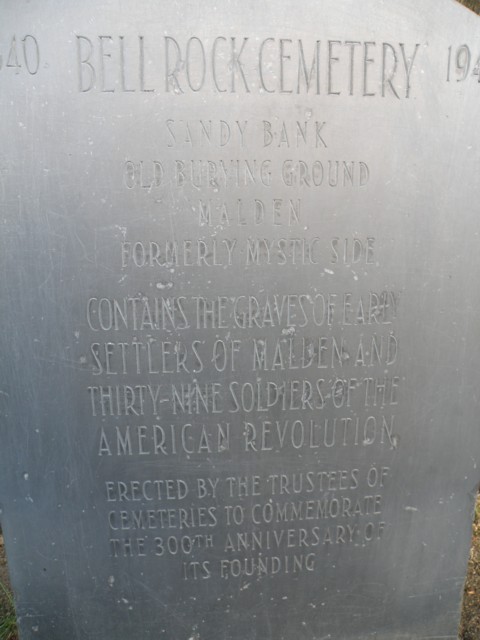 640 BELL ROCK CEMETERY 194
SANDY BANK
OLD BURYING GROUND
MALDEN
FORMERLY MYSTIC SIDE
CONTAINS THE GRAVES OF EARLY
SETTLERS OF MALDEN AND
THIRTY-NINE SOLDIERS OF THE
AMERICAN REVOLUTION,
ERECTED BY THE TRUSTEES OF
CEMETERIES TO COMMEMORATE
THE 300TH ANNIVERSARY OF
ITS FOUNDING